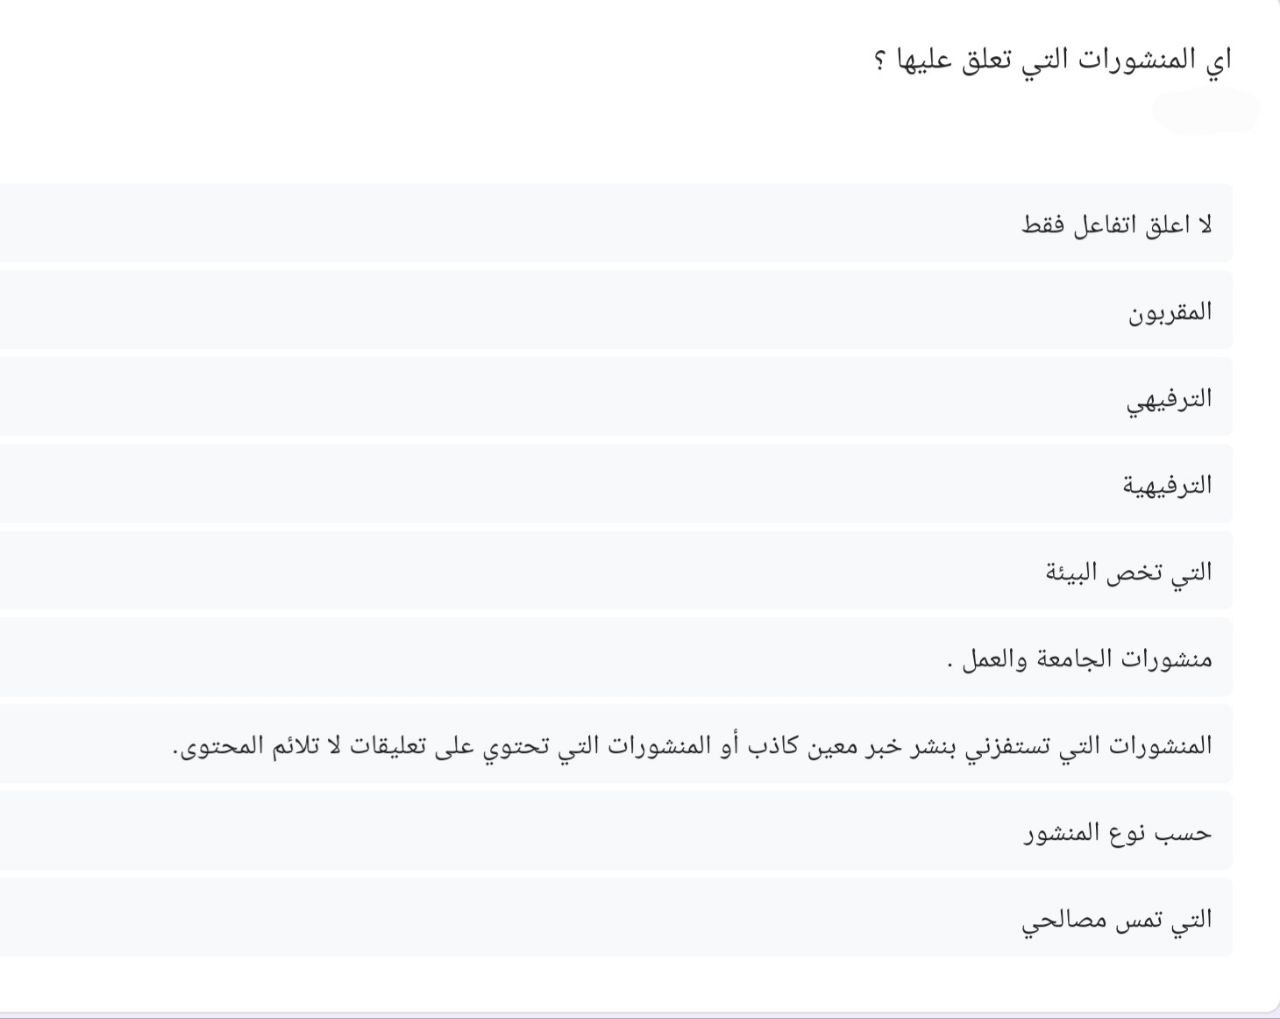 اي المنشورات التي تعلق عليها ؟
لا اعلق اتفاعل فقط
المقربون
الترفيهي
الترفيهية
التي تخص البيئة
منشورات الجامعة والعمل .
المنشورات التي تستفزني بنشر خبر معين كاذب أو المنشورات التي تحتوي على تعليقات لا تلائم المحتوى.
حسب نوع المنشور
التي تمس مصالحي